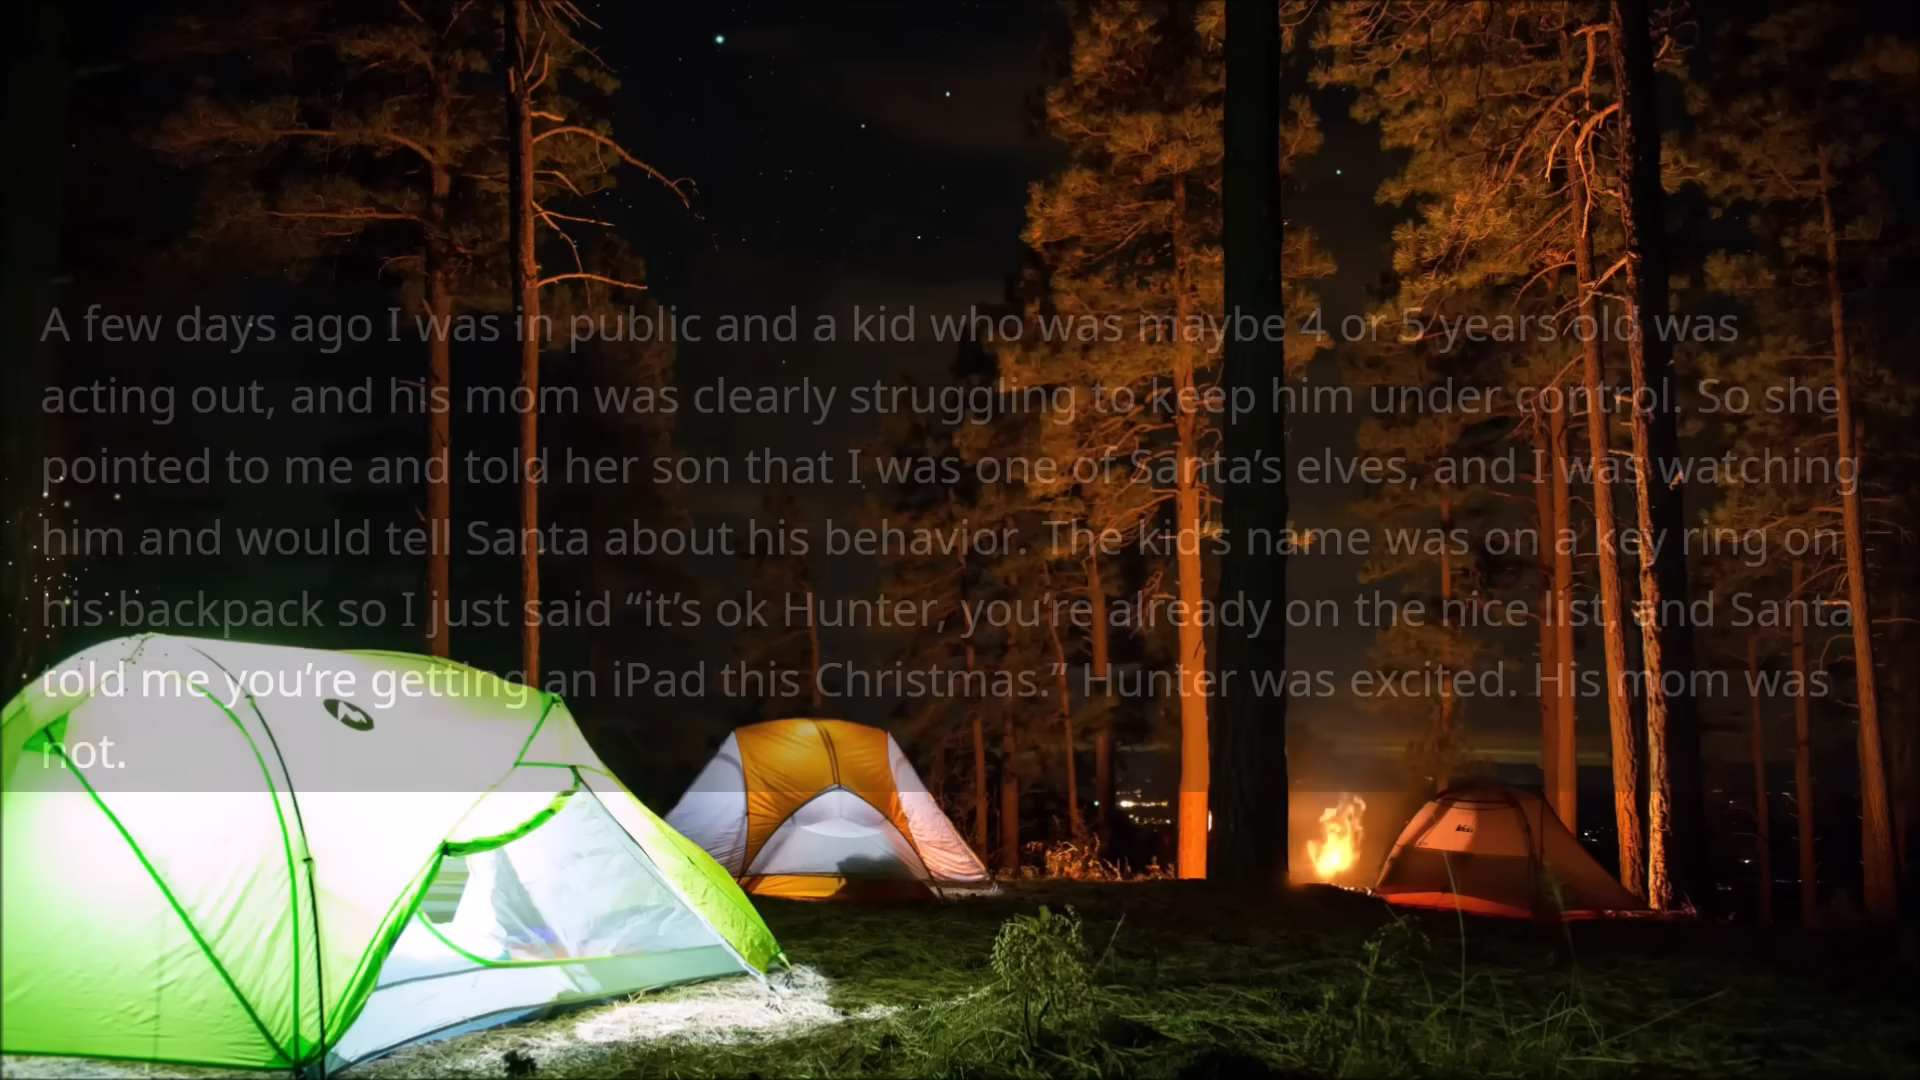 A few days ago I was in public and a kid who was maybe 4 or 5 years old was
acting out, and his mom was clearly struggling to keep him under control. So she
pointed to me and told her son that I was one of Santa’s elves, and I was watching
him and would tell Santa about his behavior. The kid’s name was on a key ring on
his backpack so I just said “it’s ok Hunter, you’re already on the nice list, and Santa
told me you’re getting an iPad this Christmas.” Hunter was excited. His mom was
not.